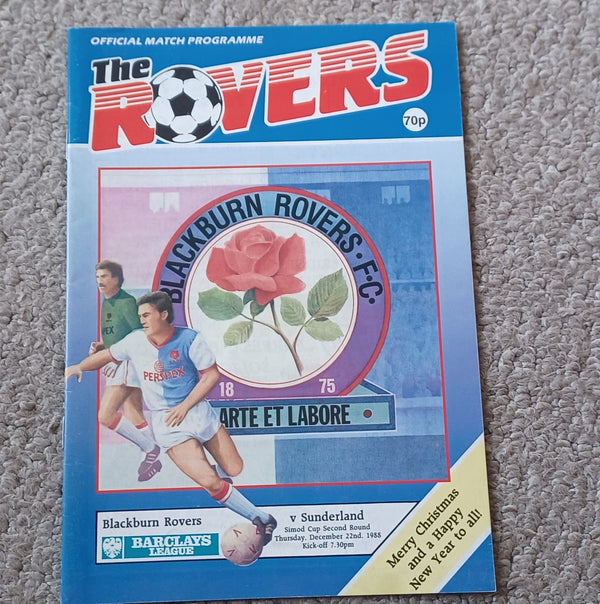 OFFICIAL MATCH PROGRAMME
The
ROVERS
70p
BLACKBURN ROVERS·F·C·
18 75
ARTE ET LABORE
PERSPEX
Blackburn Rovers
BARCLAYS
LEAGUE
v Sunderland
Simod Cup Second Round
Thursday, December 22nd. 1988
Kick-off 7.30pm
Merry Christmas
and a Happy
New Year to all!